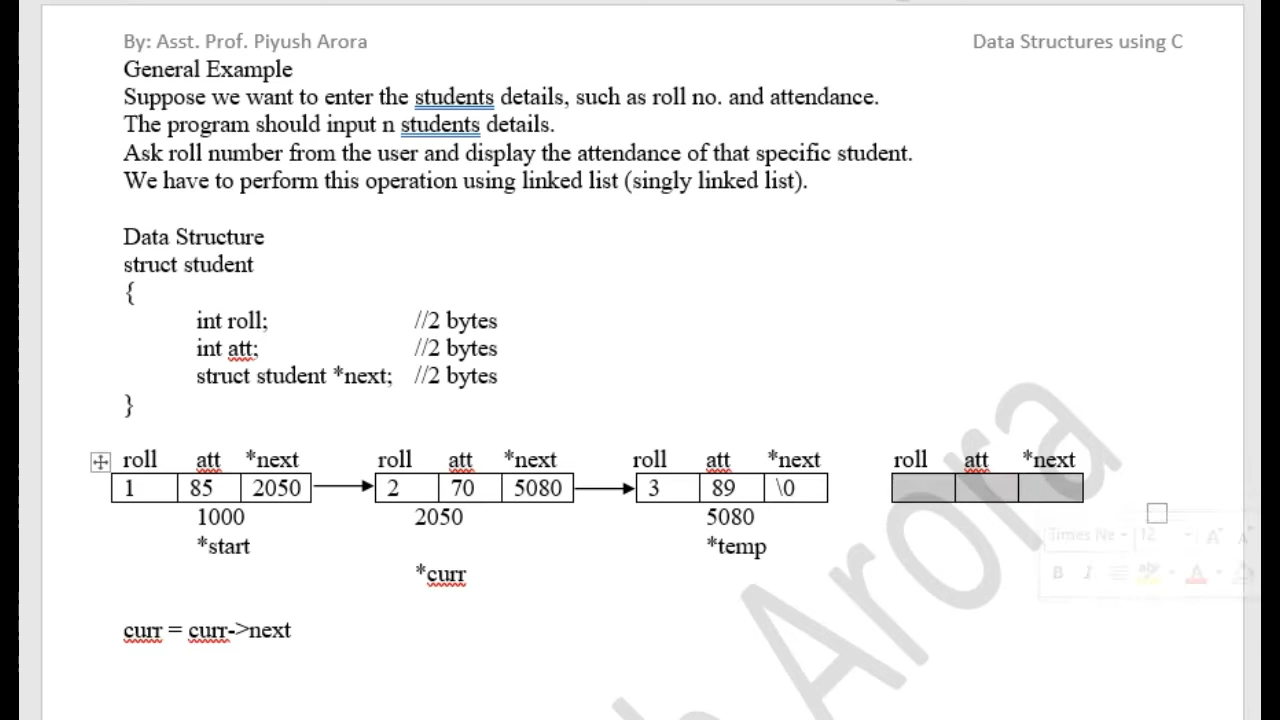 By: Asst. Prof. Piyush Arora Data Structures using C
General Example
Suppose we want to enter the students details, such as roll no. and attendance.
The program should input n students details.
Ask roll number from the user and display the attendance of that specific student.
We have to perform this operation using linked list (singly linked list).
Data Structure
struct student
{
int roll; //2 bytes
int att; //2 bytes
struct student *next; //2 bytes
}
roll att *next roll att *next roll att *next roll att *next
1 85 2050 2 70 5080 3 89 \0
1000 2050 5080
*start *temp
*curr
curr = curr->next
Times Ne 12 A A
B I ab A
h Arora